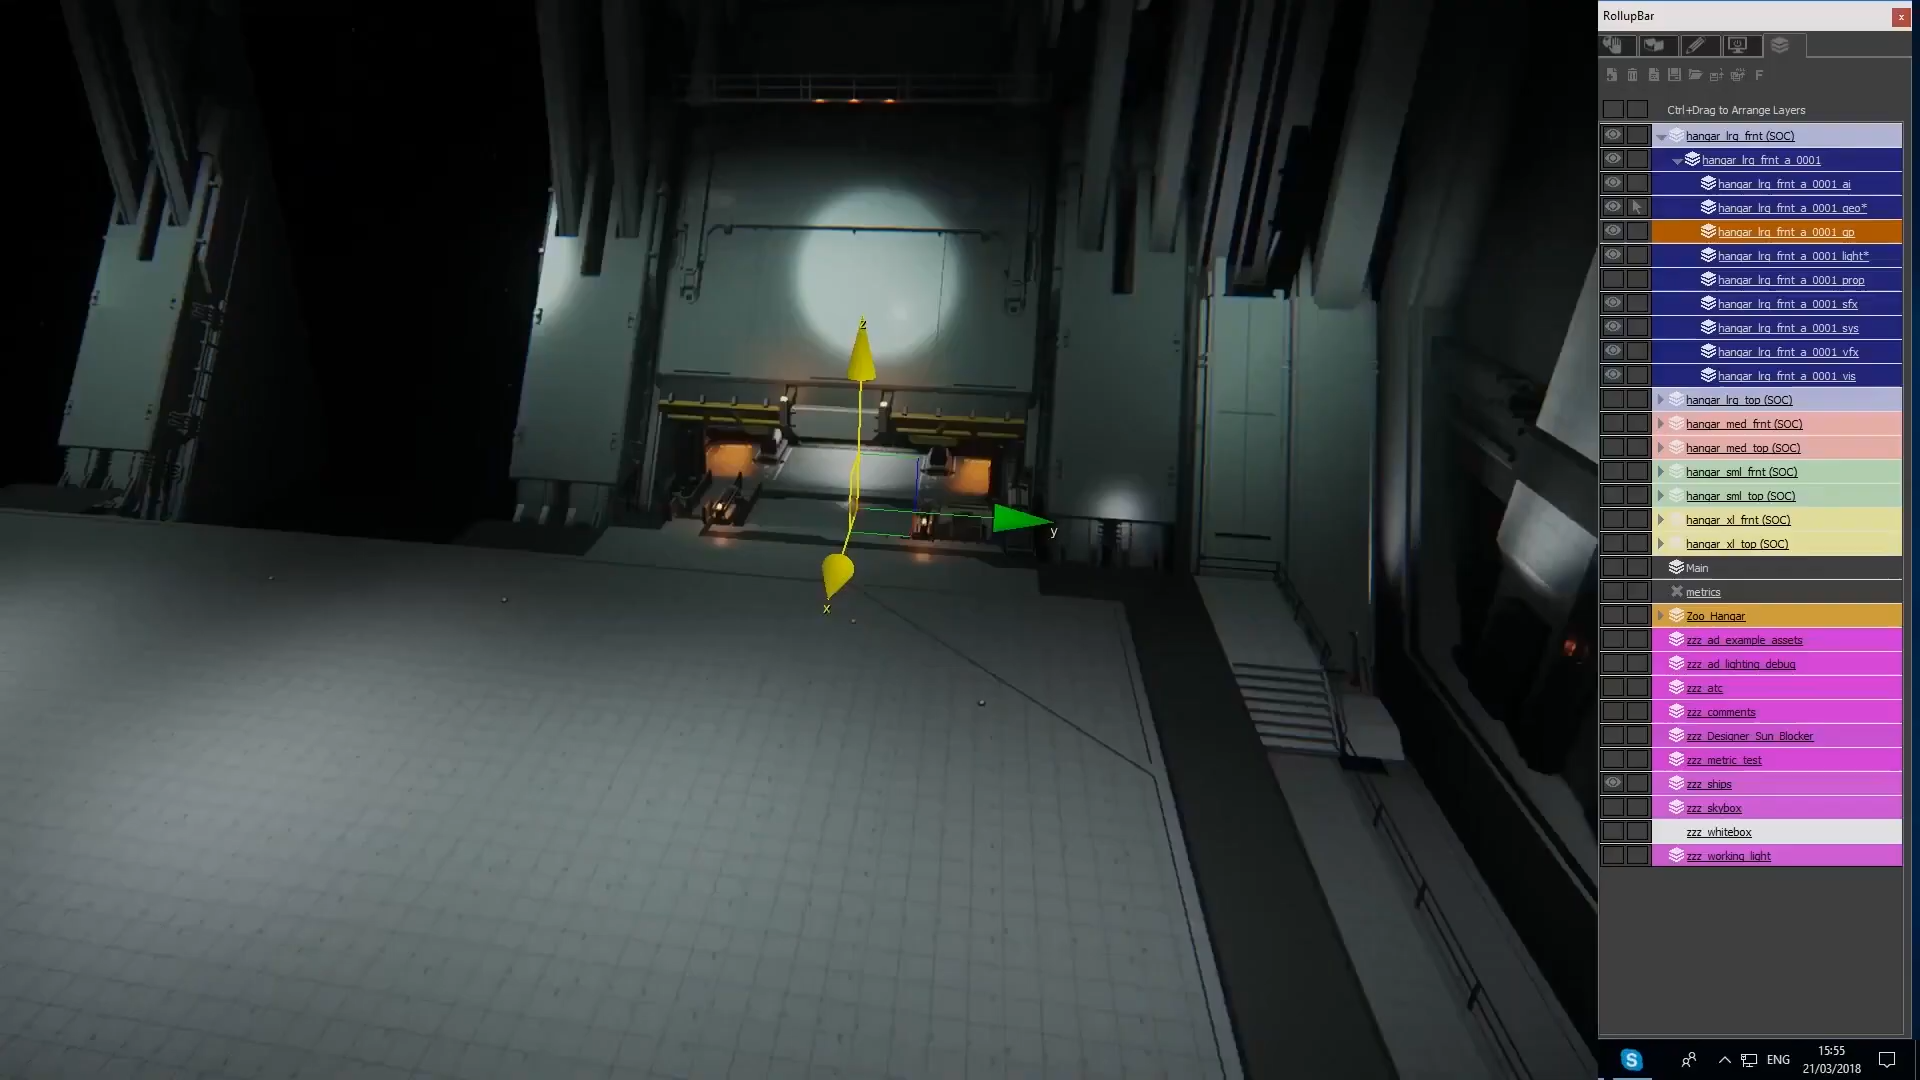 RollupBar
x
F
Ctrl+Drag to Arrange Layers
hangar_lrg_frnt (SOC)
hangar_lrg_frnt_a_0001
hangar_lrg_frnt_a_0001_ai
hangar_lrg_frnt_a_0001_geo*
hangar_lrg_frnt_a_0001_gp
hangar_lrg_frnt_a_0001_light*
hangar_lrg_frnt_a_0001_prop
hangar_lrg_frnt_a_0001_sfx
hangar_lrg_frnt_a_0001_sys
hangar_lrg_frnt_a_0001_vfx
hangar_lrg_frnt_a_0001_vis
hangar_lrg_top (SOC)
hangar_med_frnt (SOC)
hangar_med_top (SOC)
hangar_sml_frnt (SOC)
hangar_sml_top (SOC)
hangar_xl_frnt (SOC)
hangar_xl_top (SOC)
Main
metrics
Zoo_Hangar
zzz_ad_example_assets
zzz_ad_lighting_debug
zzz_atc
zzz_comments
zzz_Designer_Sun_Blocker
zzz_metric_test
zzz_ships
zzz_skybox
zzz_whitebox
zzz_working_light
z
y
x
S
ENG
15:55
21/03/2018